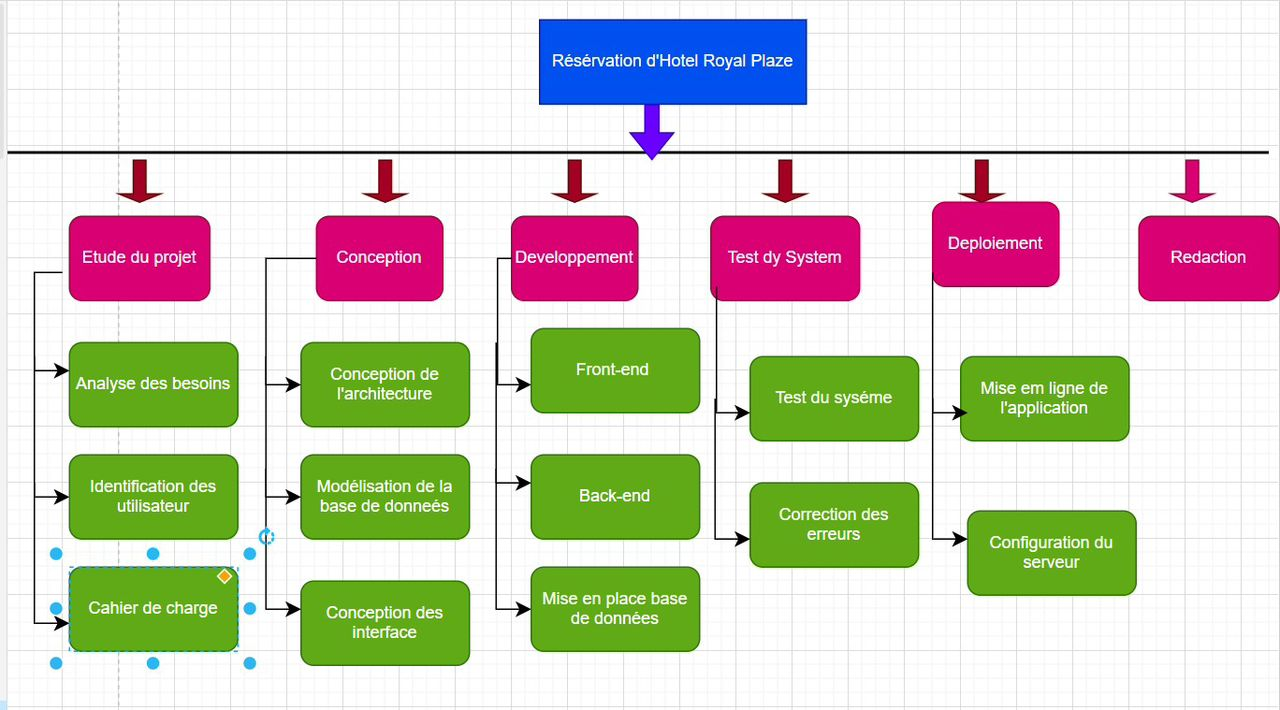 Résérvation d'Hotel Royal Plaze
Etude du projet
Conception
Developpement
Test dy System
Deploiement
Redaction
Analyse des besoins
Identification des
utilisateur
Cahier de charge
Conception de
l'architecture
Modélisation de la
base de donneés
Conception des
interface
Front-end
Back-end
Mise en place base
de données
Test du syséme
Correction des
erreurs
Mise em ligne de
l'application
Configuration du
serveur